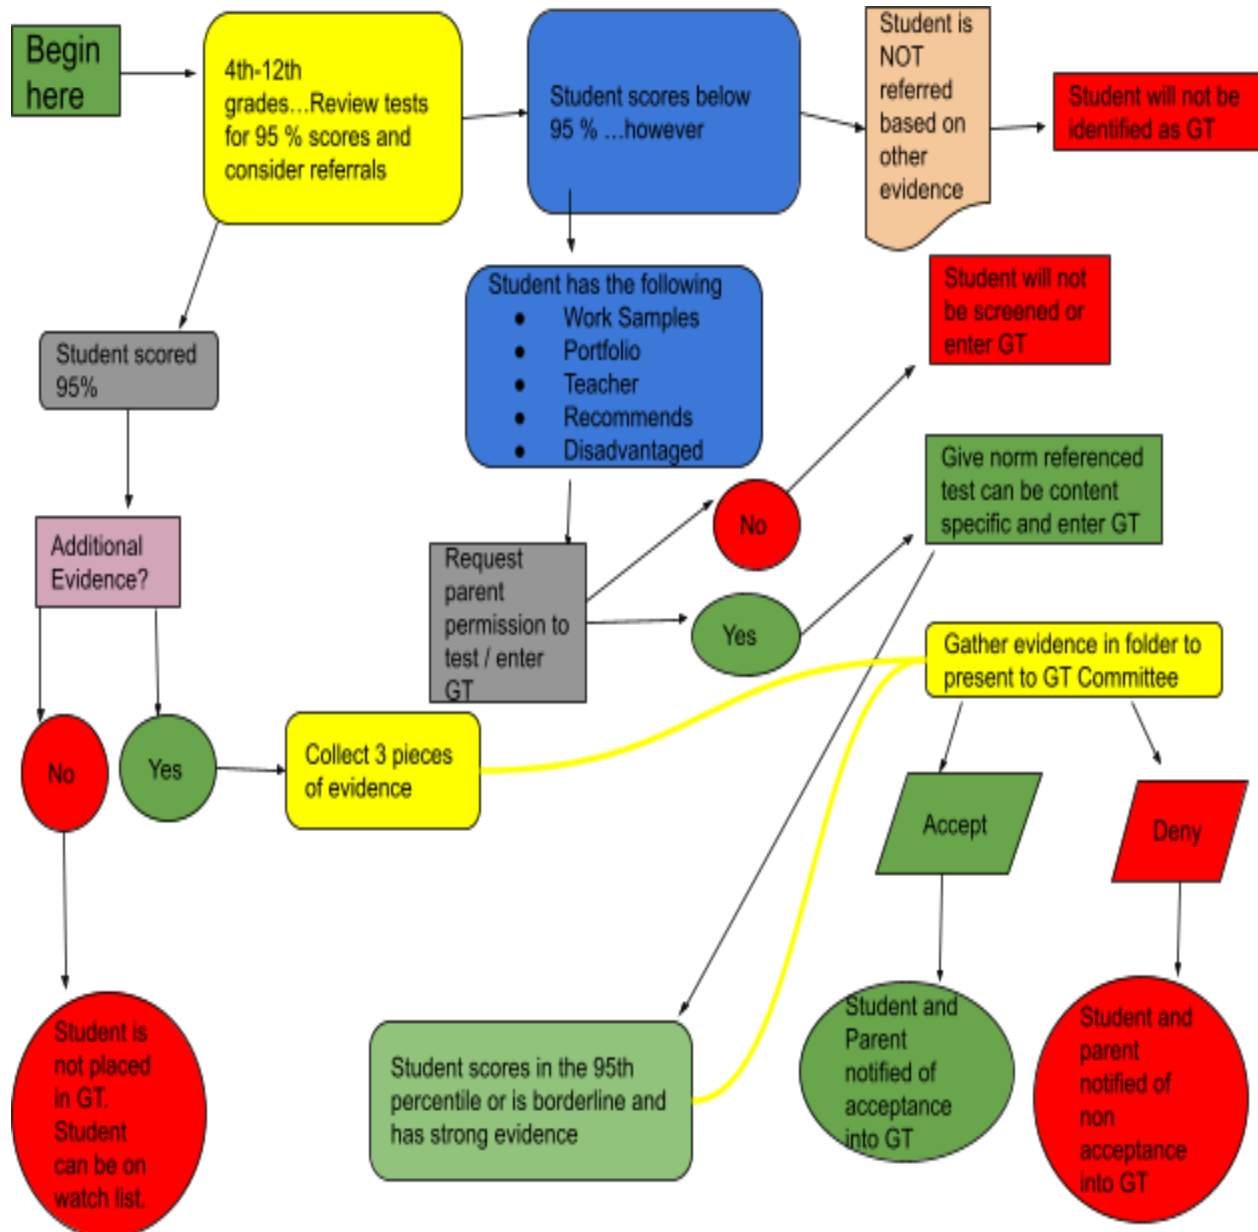 Begin
here
4th-12th
grades...Review tests
for 95 % scores and
consider referrals
Student scores below
95 % ...however
Student is
NOT
referred
based on
other
evidence
Student will not be
identified as GT
Student has the following
● Work Samples
● Portfolio
● Teacher
● Recommends
● Disadvantaged
Student will not
be screened or
enter GT
Student scored
95%
Give norm referenced
test can be content
specific and enter GT
No
Additional
Evidence?
Request
parent
permission to
test / enter
GT
Yes
Gather evidence in folder to
present to GT Committee
No
Yes
Collect 3 pieces
of evidence
Accept
Deny
Student is
not placed
in GT.
Student
can be on
watch list.
Student scores in the 95th
percentile or is borderline and
has strong evidence
Student and
Parent
notified of
acceptance
into GT
Student and
parent
notified of
non
acceptance
into GT